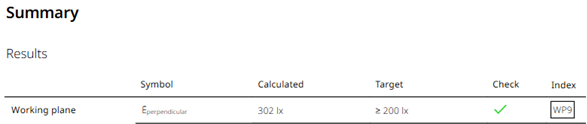 Summary
Results
Symbol Calculated Target Check Index
Working plane Ēperpendicular 302 lx ≥ 200 lx ✓ WP9